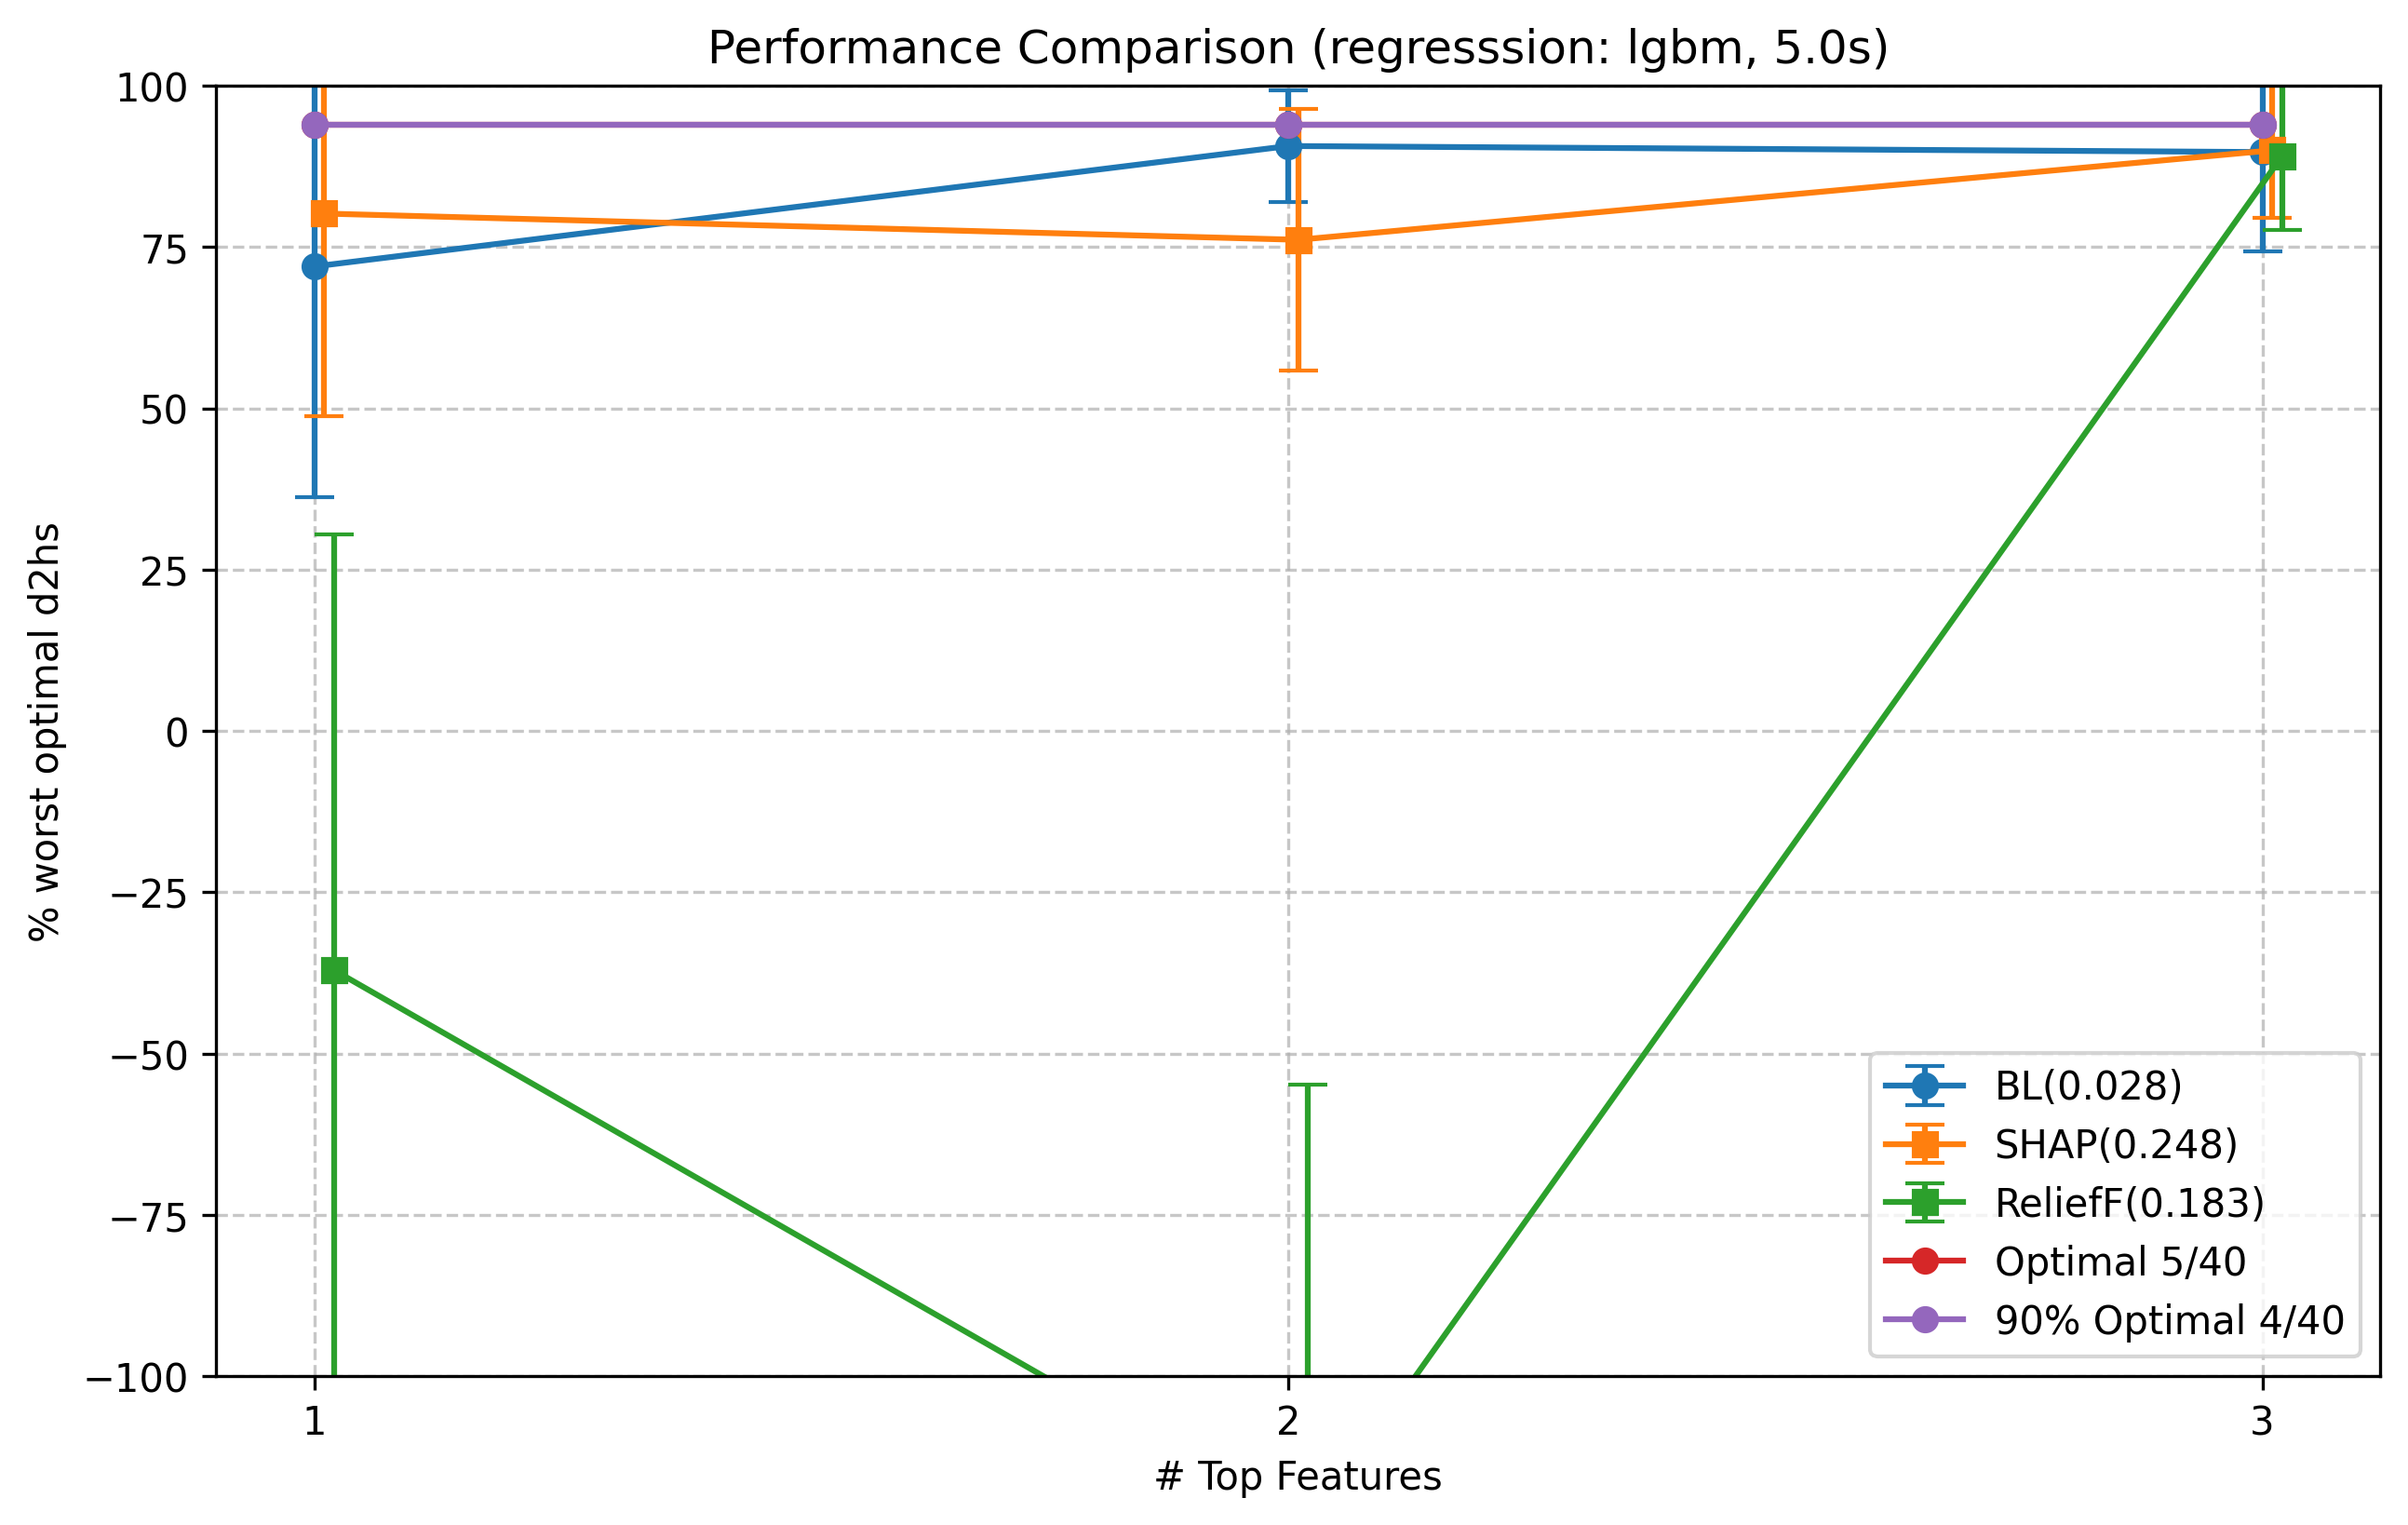 Performance Comparison (regresssion: lgbm, 5.0s)
% worst optimal d2hs
100
75
50
25
0
−25
−50
−75
−100
1
2
3
# Top Features
BL(0.028)
SHAP(0.248)
ReliefF(0.183)
Optimal 5/40
90% Optimal 4/40